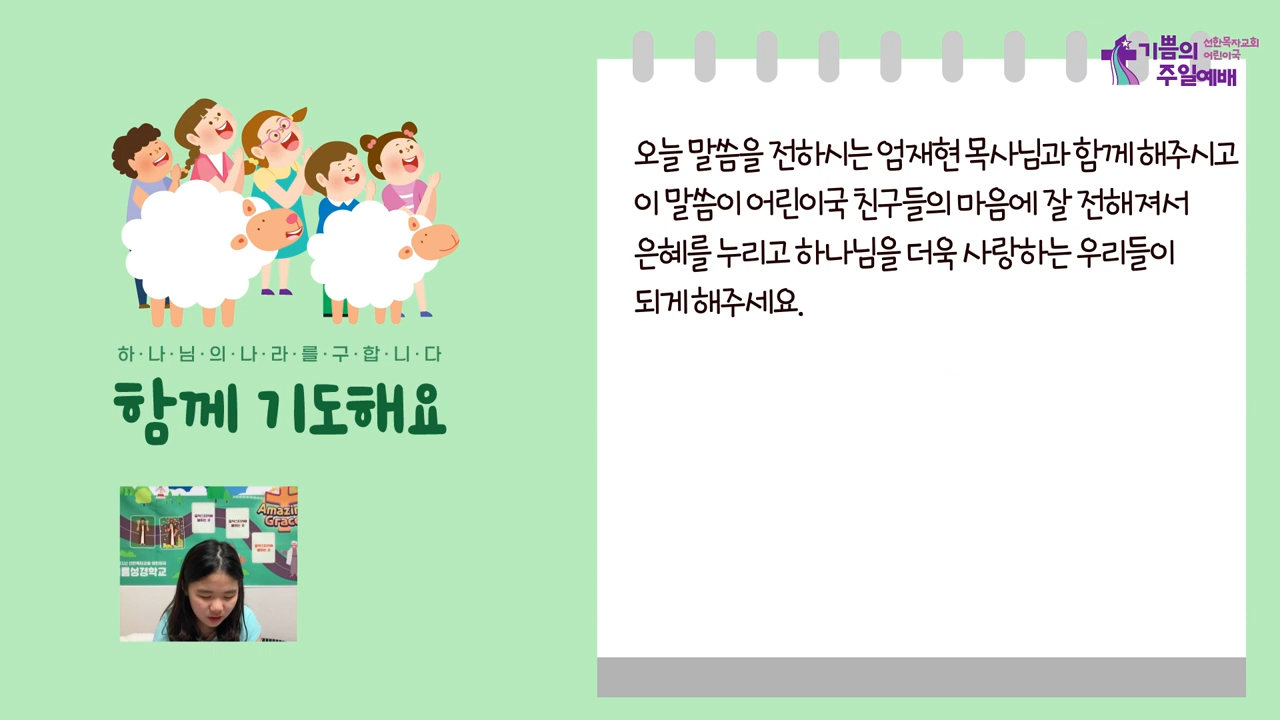 기쁨의
주일예배
선한목자교회
어린이국
오늘 말씀을 전하시는 엄재현 목사님과 함께 해주시고
이 말씀이 어린이국 친구들의 마음에 잘 전해져서
은혜를 누리고 하나님을 더욱 사랑하는 우리들이
되게 해주세요.
하·나·님·의·나·라·를·구·합·니·다
함께 기도해요
Amazing
Grace
름성경학교